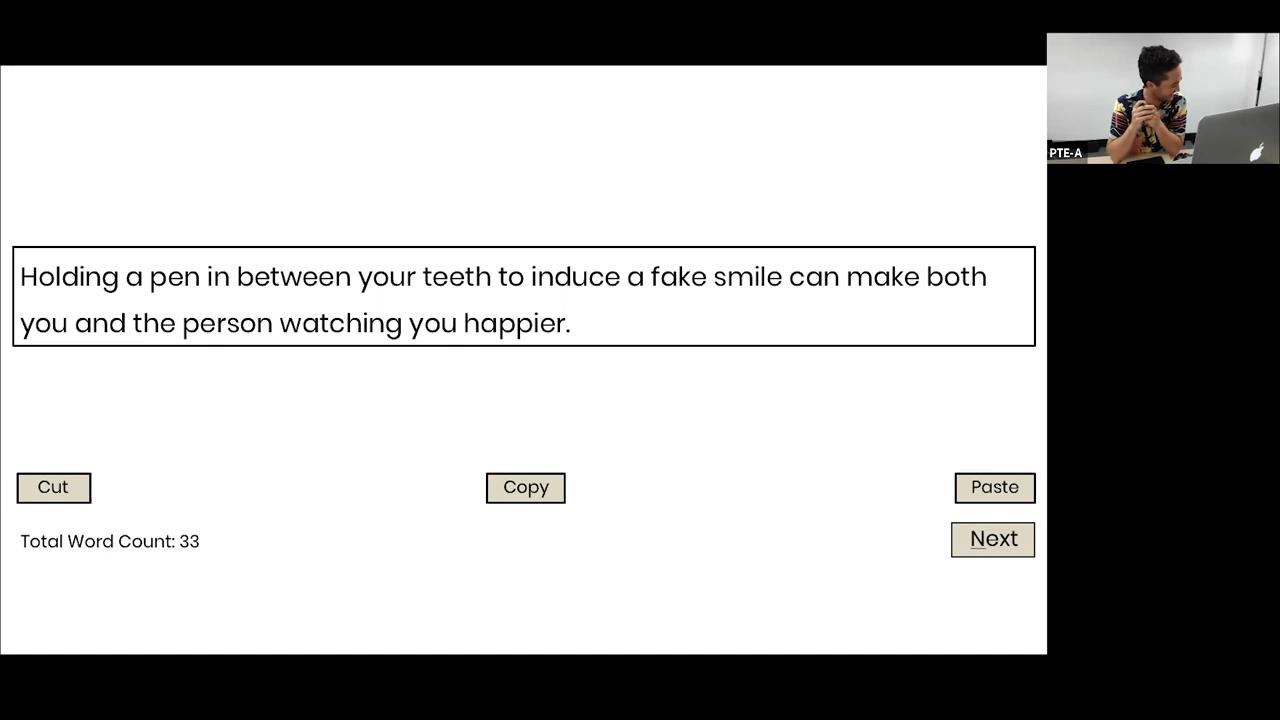 PTE-A
Holding a pen in between your teeth to induce a fake smile can make both
you and the person watching you happier.
Cut
Copy
Paste
Total Word Count: 33
Next